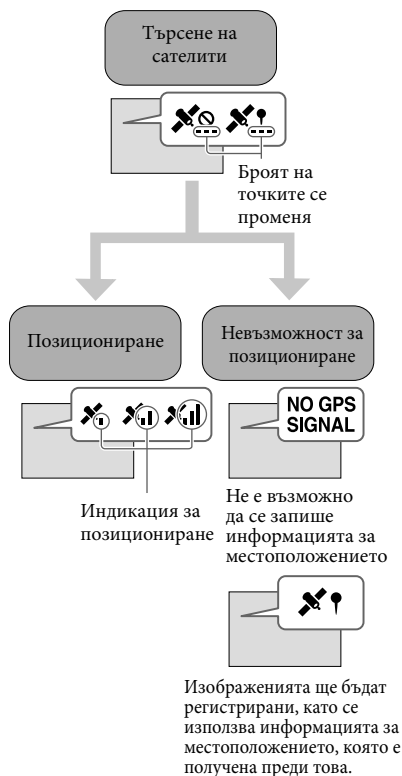 Търсене на
сателити
Броят на
точките се
променя
Позициониране
Невъзможност за
позициониране
NO GPS
SIGNAL
Индикация за
позициониране
Не е възможно
да се запише
информацията за
местоположението
Изображенията ще бъдат
регистрирани, като се
използва информацията за
местоположението, която е
получена преди това.